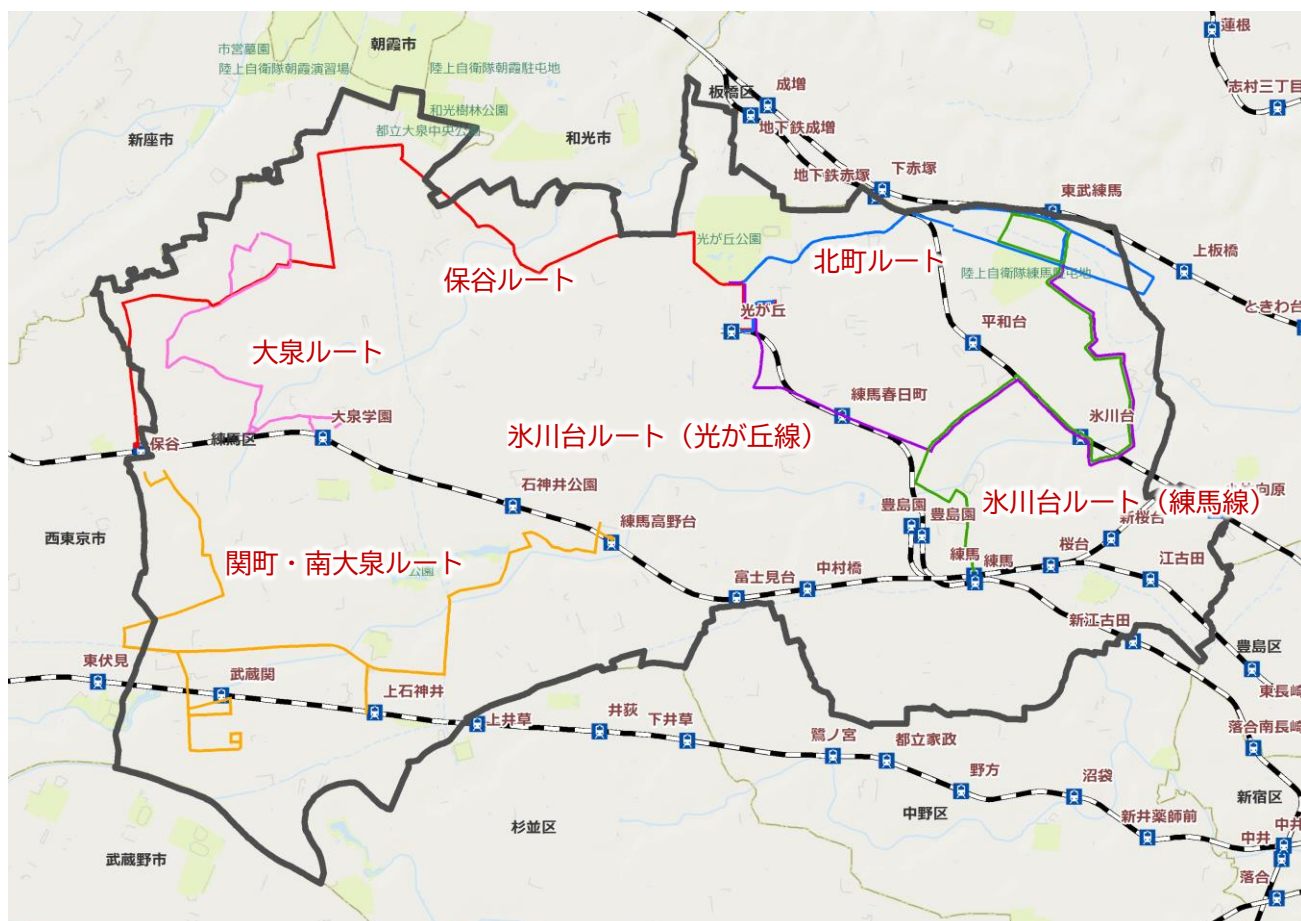 蓮根
朝霞市
市営墓園
陸上自衛隊朝霞演習場
陸上自衛隊朝霞駐屯地
志村三丁目
成増
板橋区
和光樹林公園
地下鉄成増
都立大泉中央公園
新座市
和光市
下赤塚
地下鉄赤塚
東武練馬
光が丘公園
上板橋
北町ルート
陸上自衛隊練馬駐屯地
保谷ルート
ときわ台
光が丘
平和台
大泉ルート
練馬春日町
氷川台
大泉学園
保谷
練馬区
氷川台ルート（光が丘線）
石神井公園
氷川台ルート（練馬線）
豊島園
豊島園
新桜台
練馬高野台
西東京市
関町・南大泉ルート
公園
練馬
練馬
桜台
江古田
富士見台
中村橋
新江古田
豊島区
東伏見
武蔵関
上石神井
東長崎
上井草
井荻
下井草
落合南長崎
鷺ノ宮
都立家政
野方
沼袋
新宿区
杉並区
中野区
新井薬師前
中井
中井
武蔵野市
落合